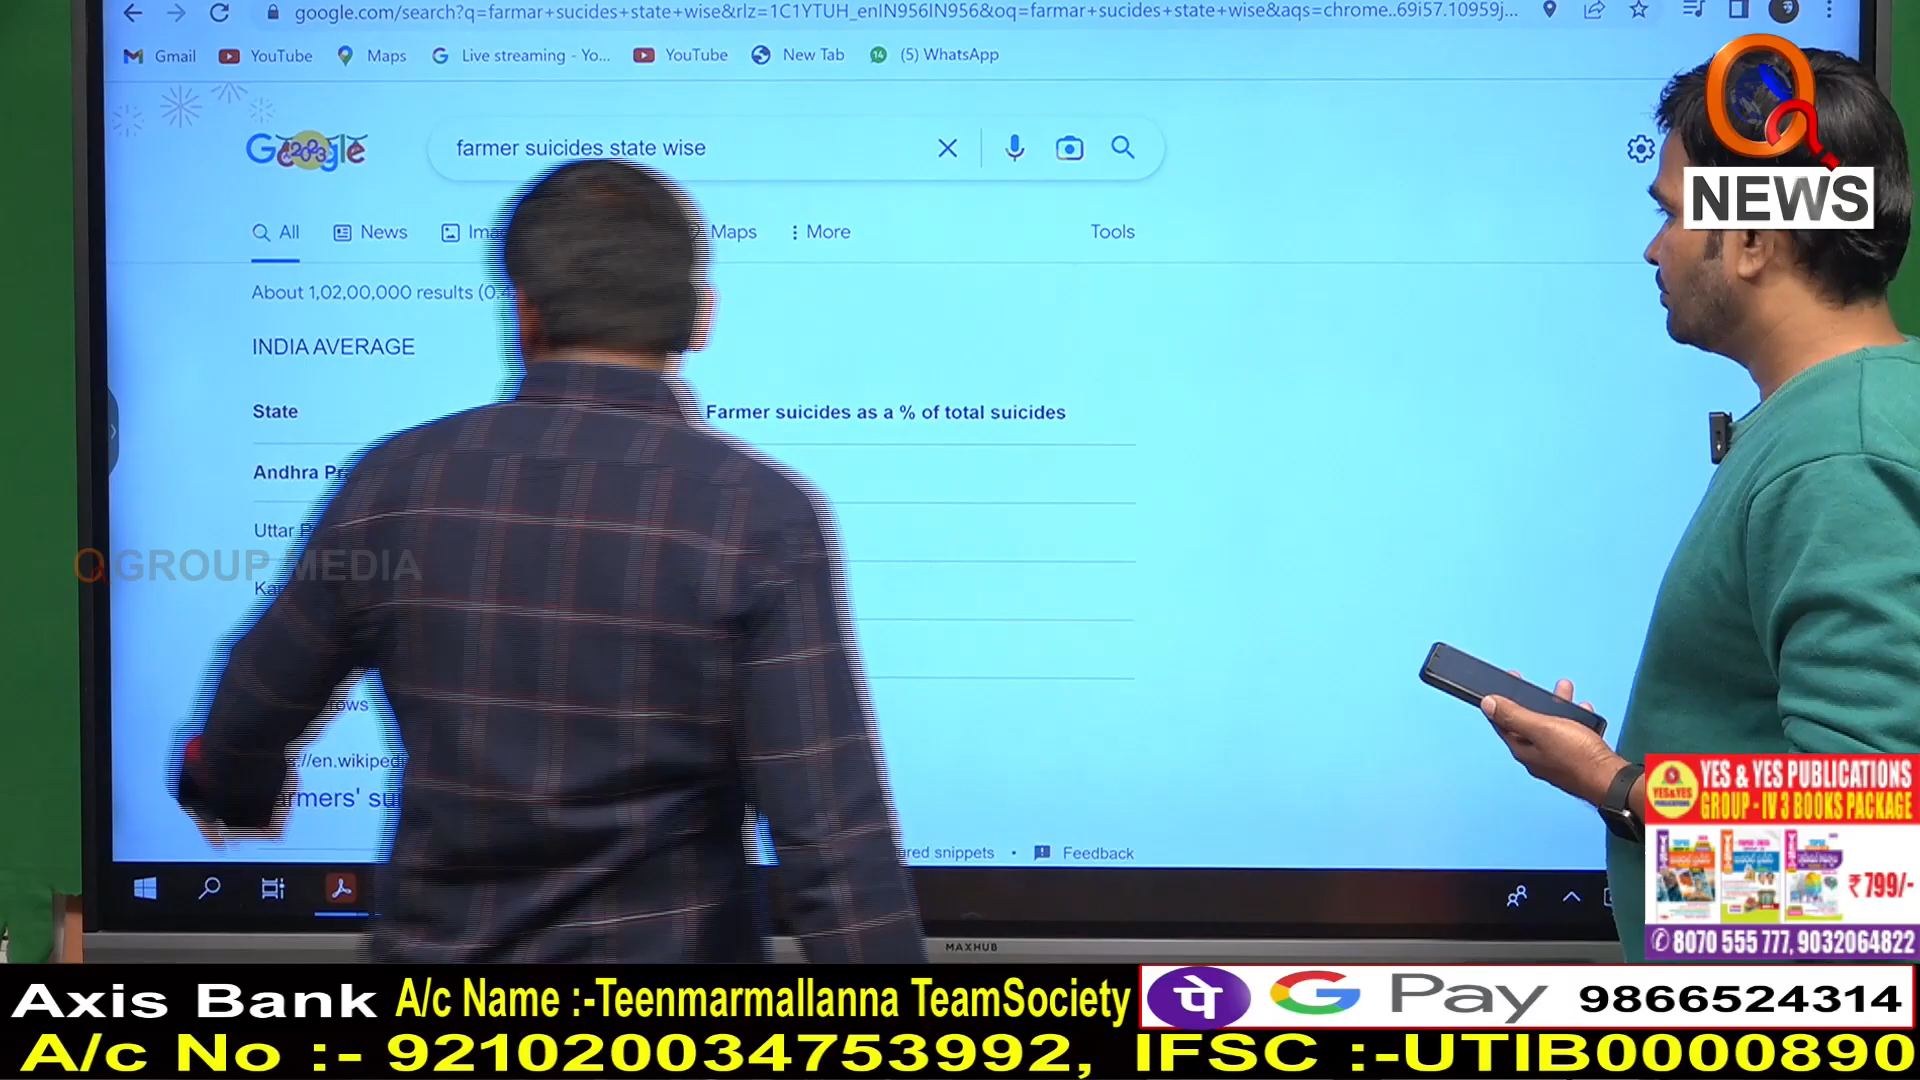 google.com/search?q=farmar+sucides+state+wise&rlz=1C1YTUH_enIN956IN956&oq=farmar+sucides+state+wise&aqs=chrome..69i57.10959j...
Gmail YouTube Maps Live streaming - Yo... YouTube New Tab (5) WhatsApp
Google
2023
farmer suicides state wise
NEWS
All News Maps More Tools
About 1,02,00,000 results
INDIA AVERAGE
State Farmer suicides as a % of total suicides
Andhra
Uttar
GROUP MEDIA
rows
//en.wikiped
snippets • Feedback
MAXHUB
YES & YES PUBLICATIONS
GROUP - IV 3 BOOKS PACKAGE
YES&YES
₹799/-
8070 555 777, 9032064822
Axis Bank A/c Name :-Teenmarmallanna TeamSociety पे G Pay 9866524314
A/c No :- 921020034753992, IFSC :-UTIB0000890